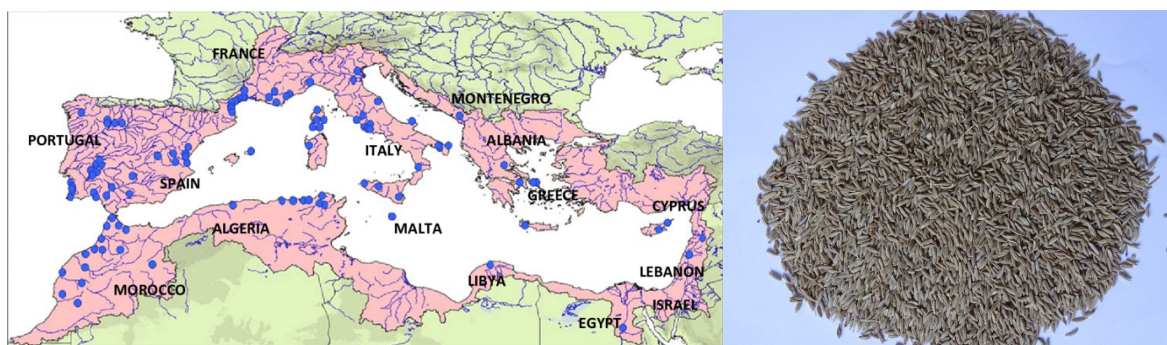 FRANCE
MONTENEGRO
PORTUGAL
ALBANIA
ITALY
SPAIN
GREECE
CYPRUS
MALTA
ALGERIA
LEBANON
LIBYA
MOROCCO
ISRAEL
EGYPT